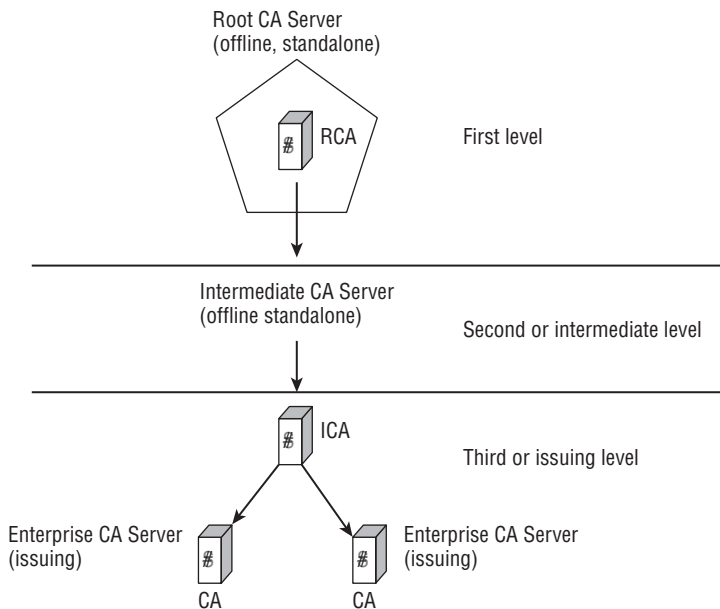 Root CA Server
(offline, standalone)
RCA
First level
Intermediate CA Server
(offline standalone)
Second or intermediate level
ICA
Third or issuing level
Enterprise CA Server
(issuing)
CA
Enterprise CA Server
(issuing)
CA